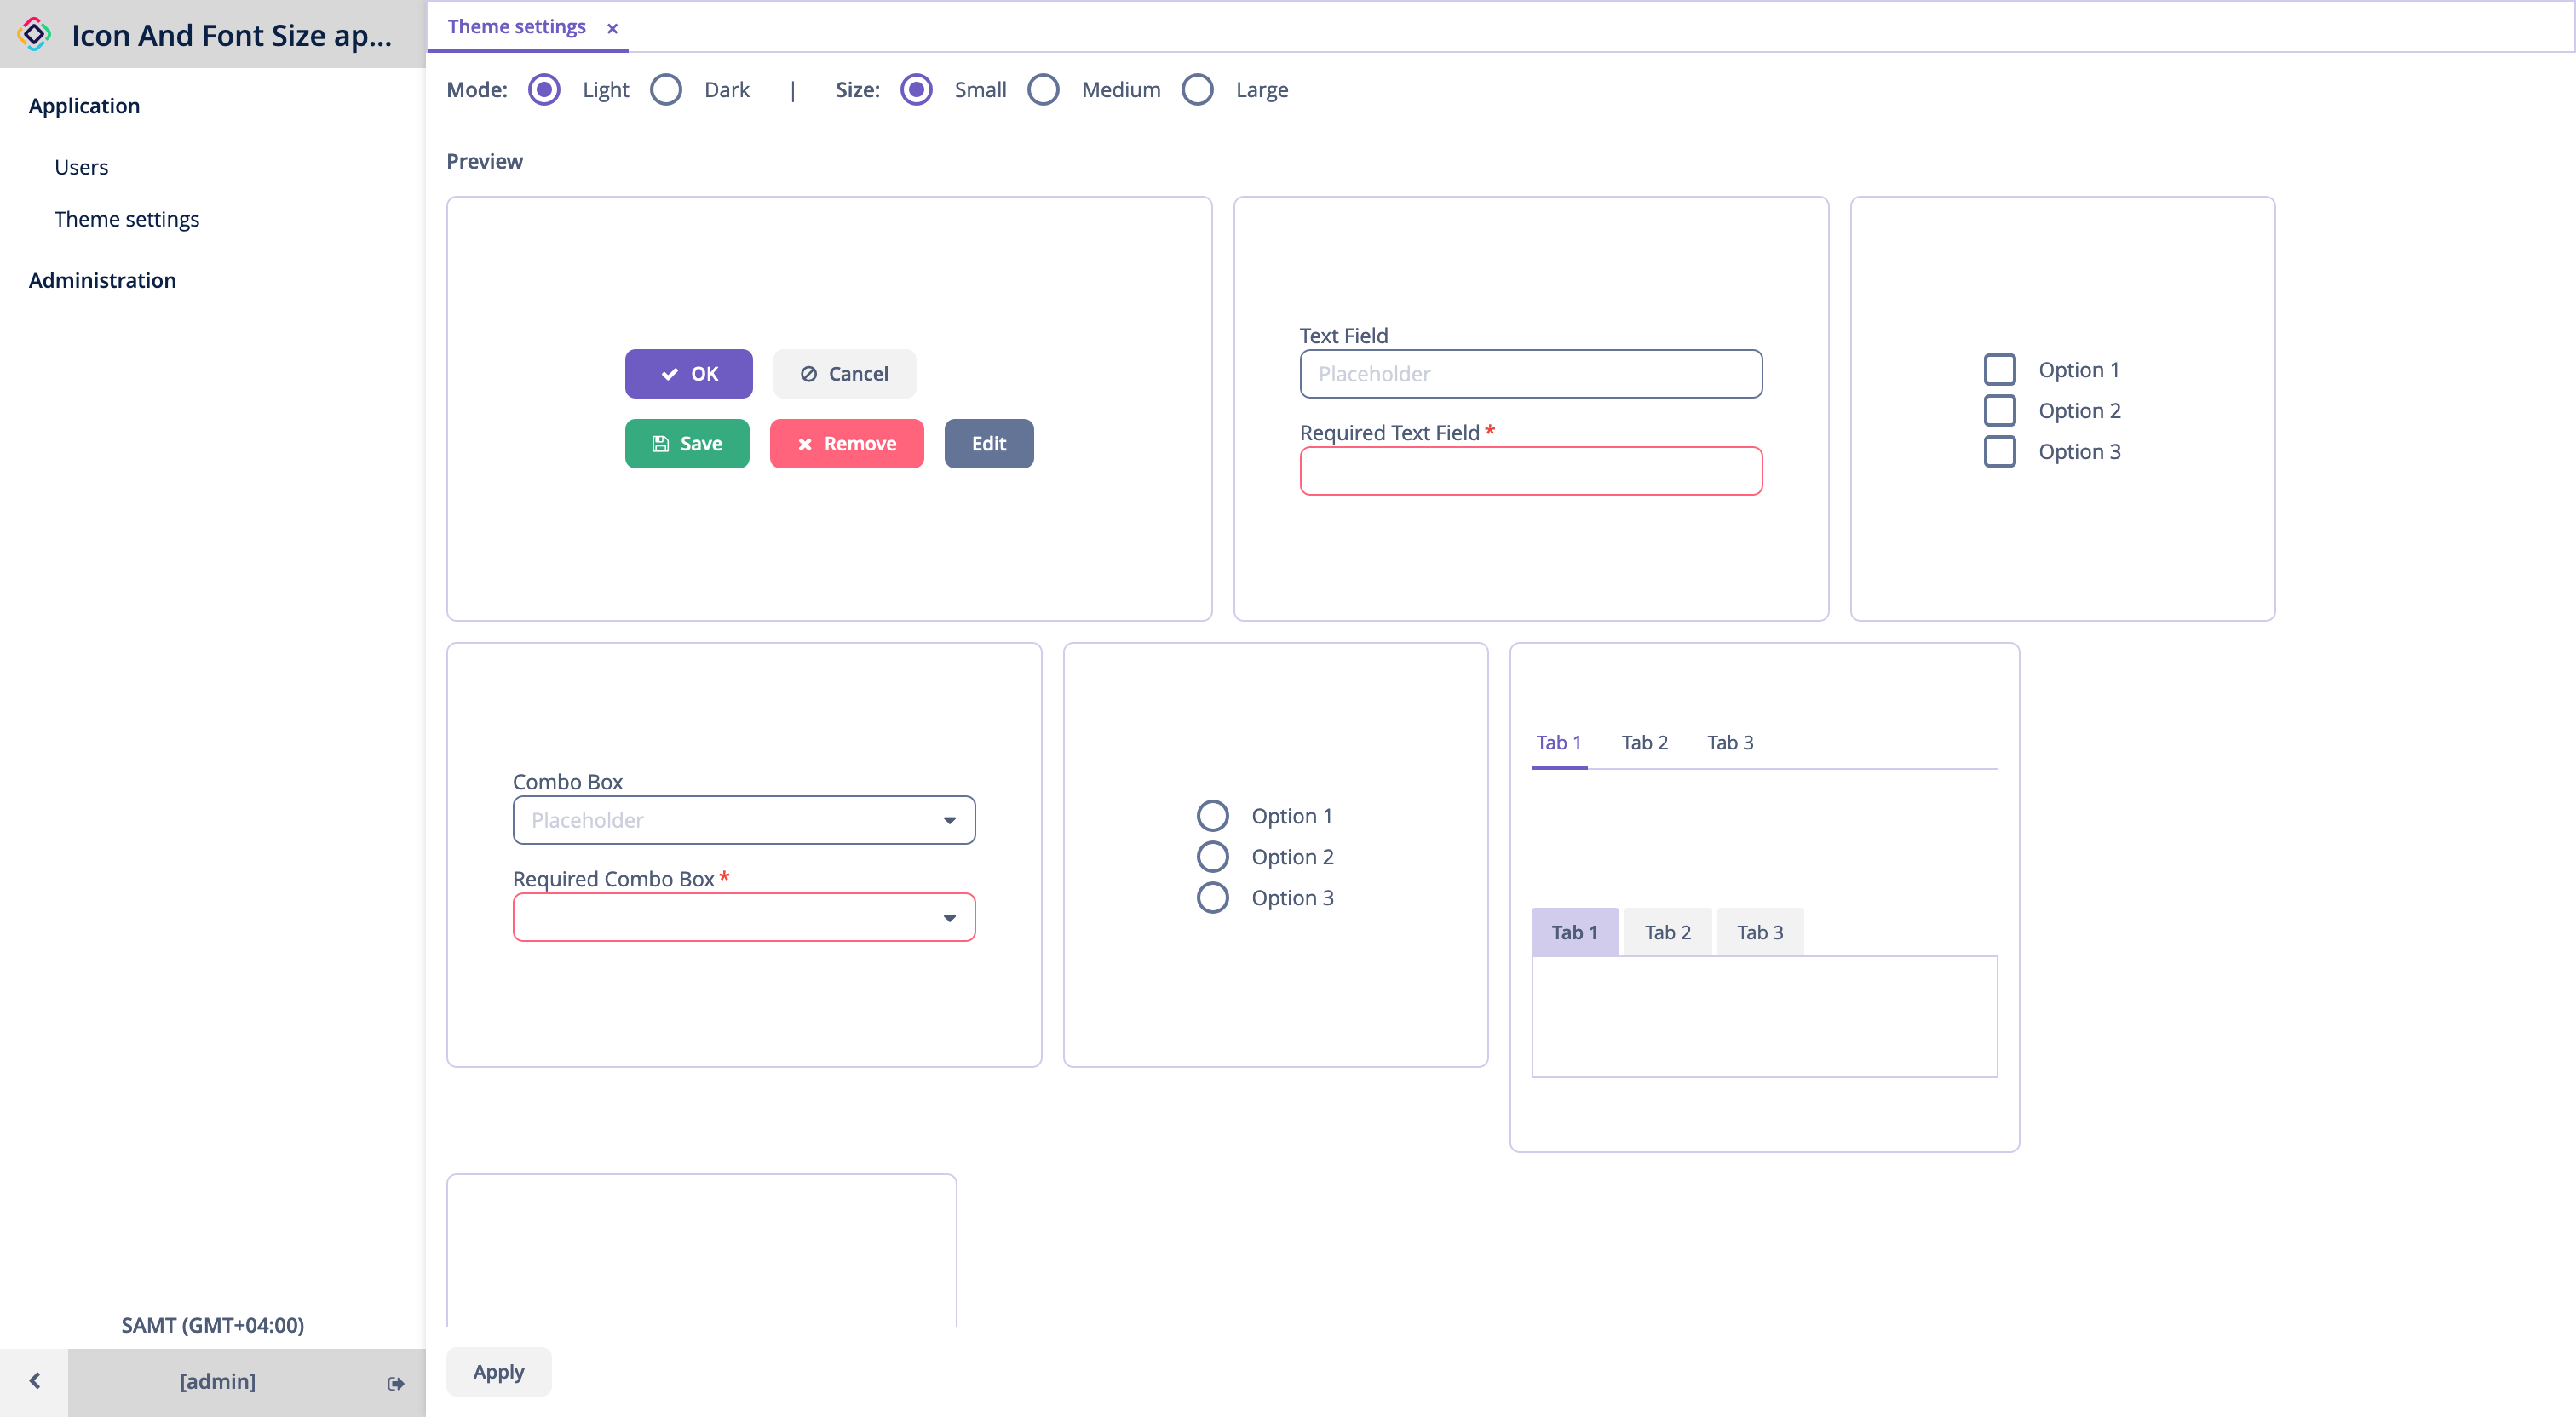 Icon And Font Size ap...
Application
Users
Theme settings
Administration
SAMT (GMT+04:00)
[admin]
Theme settings
Mode: Light Dark | Size: Small Medium Large
Preview
OK Cancel
Save Remove Edit
Text Field
Placeholder
Required Text Field *
Option 1
Option 2
Option 3
Combo Box
Placeholder
Required Combo Box *
Option 1
Option 2
Option 3
Tab 1 Tab 2 Tab 3
Tab 1 Tab 2 Tab 3
Apply